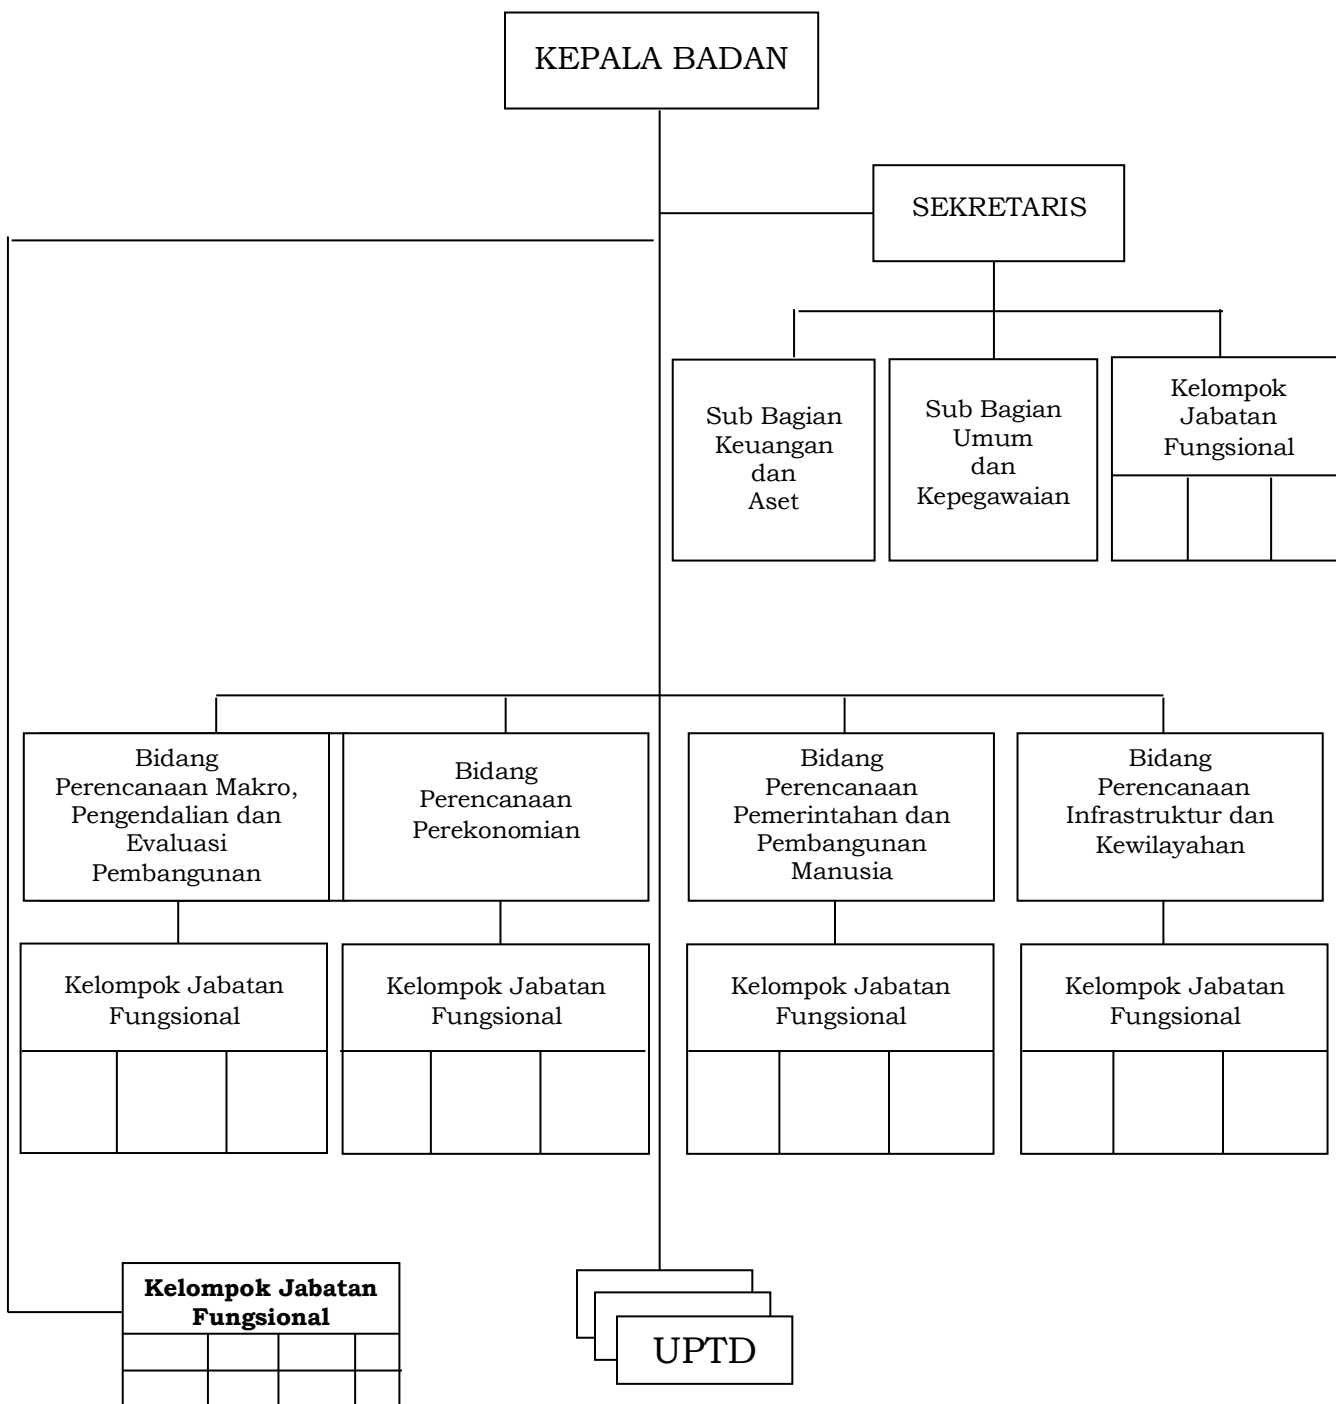 KEPALA BADAN
SEKRETARIS
Sub Bagian
Keuangan
dan
Aset
Sub Bagian
Umum
dan
Kepegawaian
Kelompok
Jabatan
Fungsional
Bidang
Perencanaan Makro,
Pengendalian dan
Evaluasi
Pembangunan
Bidang
Perencanaan
Perekonomian
Bidang
Perencanaan
Pemerintahan dan
Pembangunan
Manusia
Bidang
Perencanaan
Infrastruktur dan
Kewilayahan
Kelompok Jabatan
Fungsional
Kelompok Jabatan
Fungsional
Kelompok Jabatan
Fungsional
Kelompok Jabatan
Fungsional
Kelompok Jabatan
Fungsional
UPTD